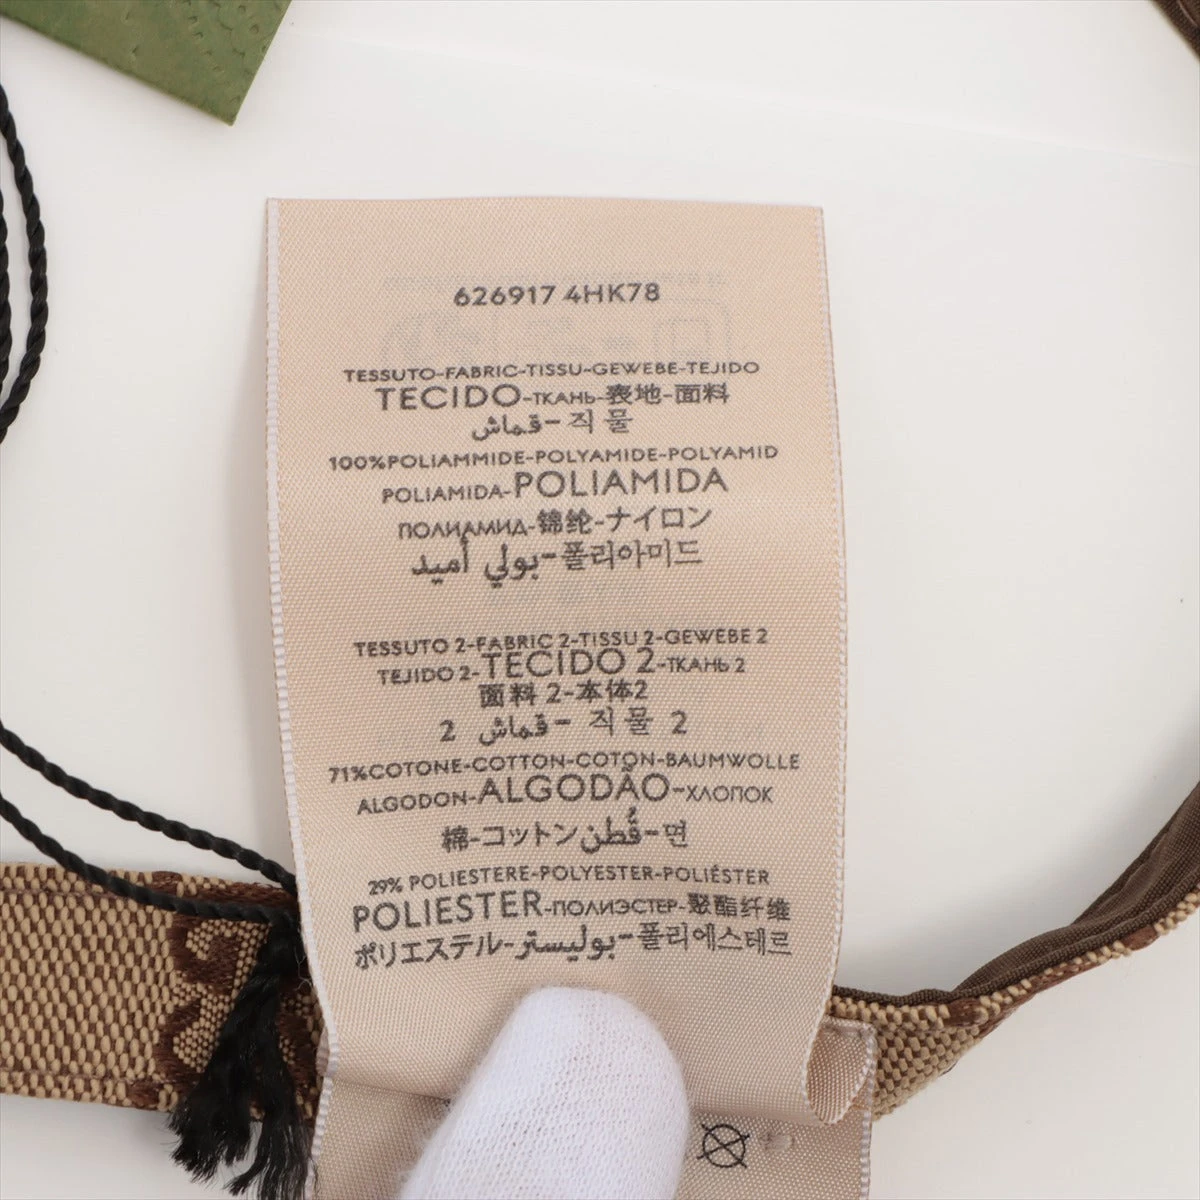 626917 4HK78
TESSUTO-FABRIC-TISSU-GEWEBE-TEJIDO
TECIDO-ТКАНЬ-表地-面料
قماش-직물
100%POLIAMMIDE-POLYAMIDE-POLYAMID
POLIAMIDA-POLIAMIDA
ПОЛИАМИД-锦纶-ナイロン
بولي أميد-폴리아미드
TESSUTO 2-FABRIC 2-TISSU 2-GEWEBE 2
TEJIDO 2-TECIDO 2-ТКАНЬ 2
面料 2-本体2
2 قماش - 직물 2
71%COTONE-COTTON-COTON-BAUMWOLLE
ALGODON-ALGODÃO-ХЛОПОК
棉-コットン-قُطن-면
29% POLIESTERE-POLYESTER-POLIÉSTER
POLIESTER-ПОЛИЭСТЕР-聚酯纤维
ポリエステル-بوليستر-폴리에스테르